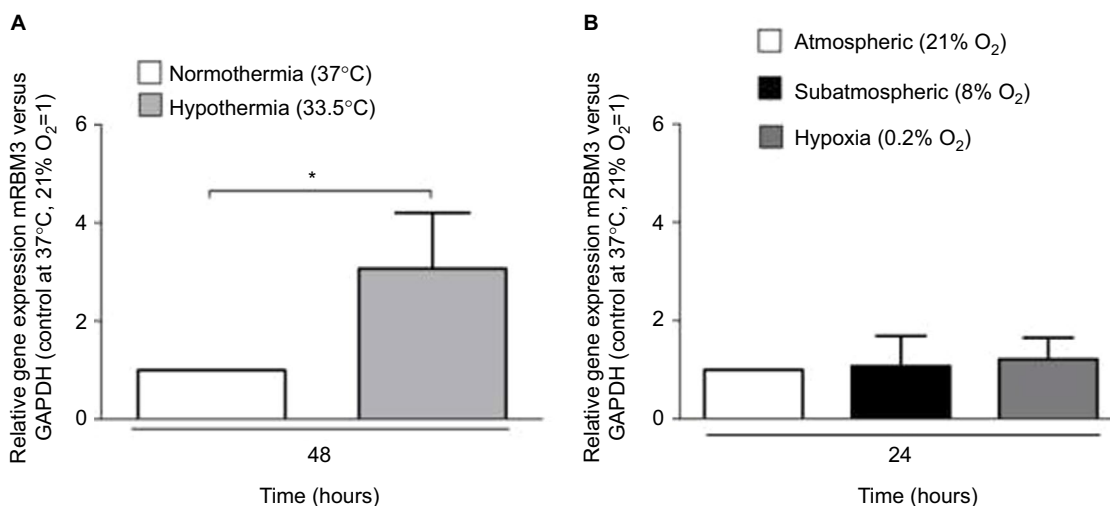 A
Normothermia (37°C)
Hypothermia (33.5°C)
Relative gene expression mRBM3 versus
GAPDH (control at 37°C, 21% O₂=1)
6
4
2
0
*
48
Time (hours)
B
Atmospheric (21% O₂)
Subatmospheric (8% O₂)
Hypoxia (0.2% O₂)
Relative gene expression mRBM3 versus
GAPDH (control at 37°C, 21% O₂=1)
6
4
2
0
24
Time (hours)